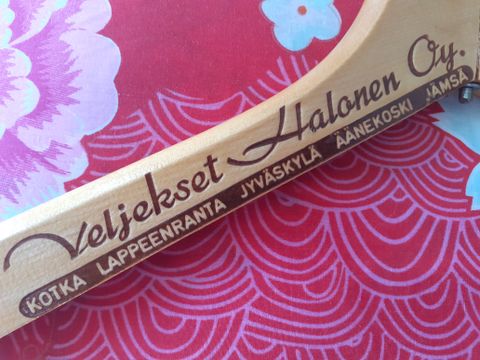 Veljekset Halonen Oy.
KOTKA LAPPEENRANTA JYVÄSKYLÄ ÄÄNEKOSKI JÄMSÄ